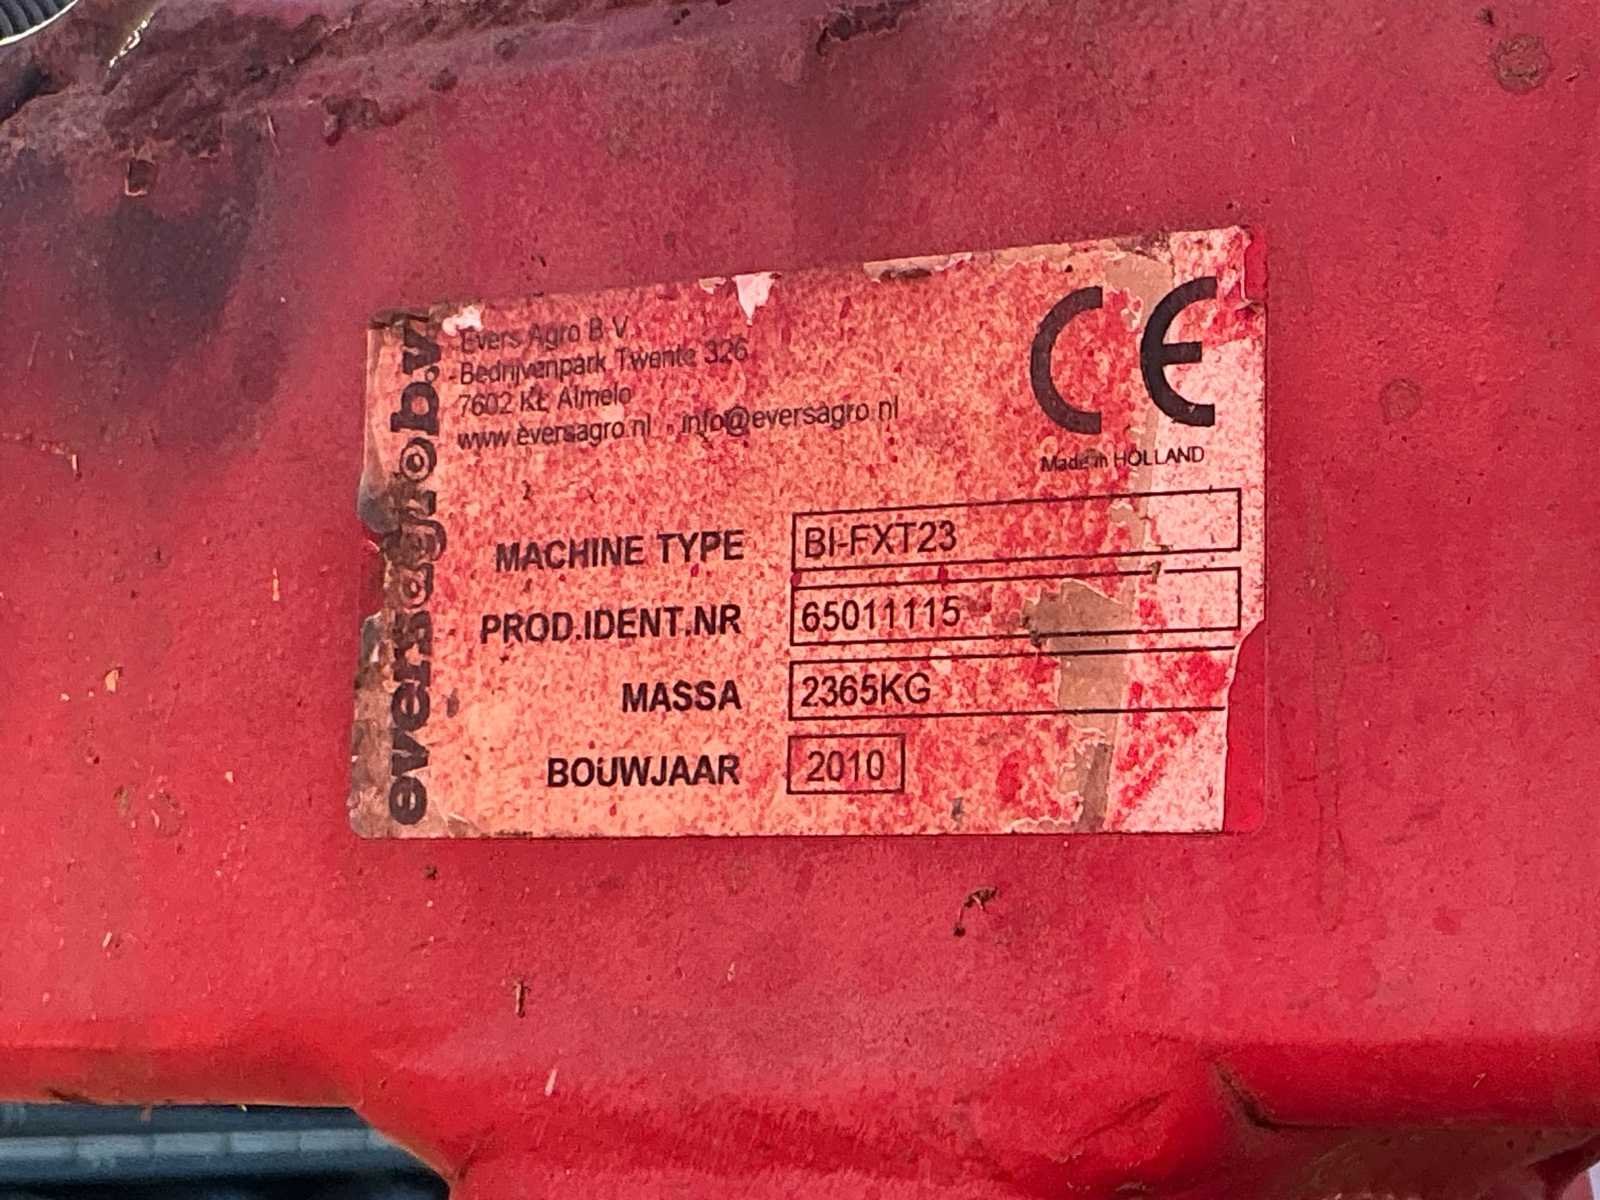 eversagro b.v.
Evers Agro B.V.
Bedrijvenpark Twente 326
7602 KL Almelo
www.eversagro.nl - info@eversagro.nl
CE
Made in HOLLAND
MACHINE TYPE BI-FXT23
PROD.IDENT.NR 65011115
MASSA 2365KG
BOUWJAAR 2010